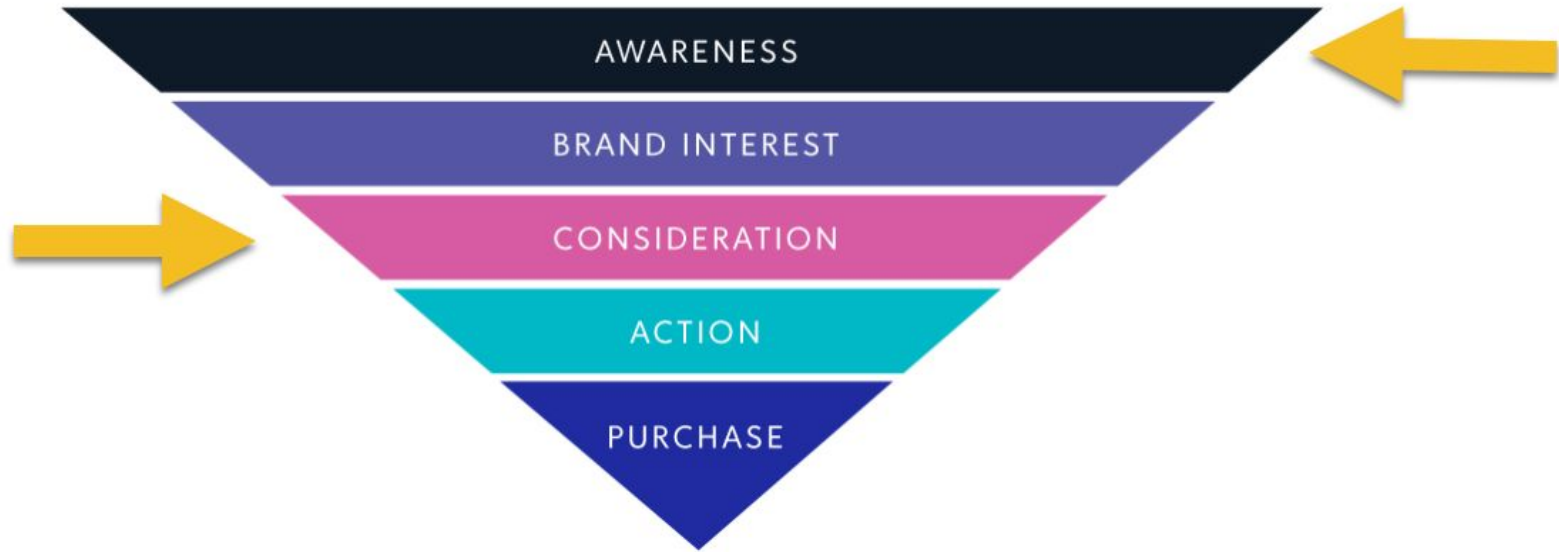 AWARENESS
BRAND INTEREST
CONSIDERATION
ACTION
PURCHASE